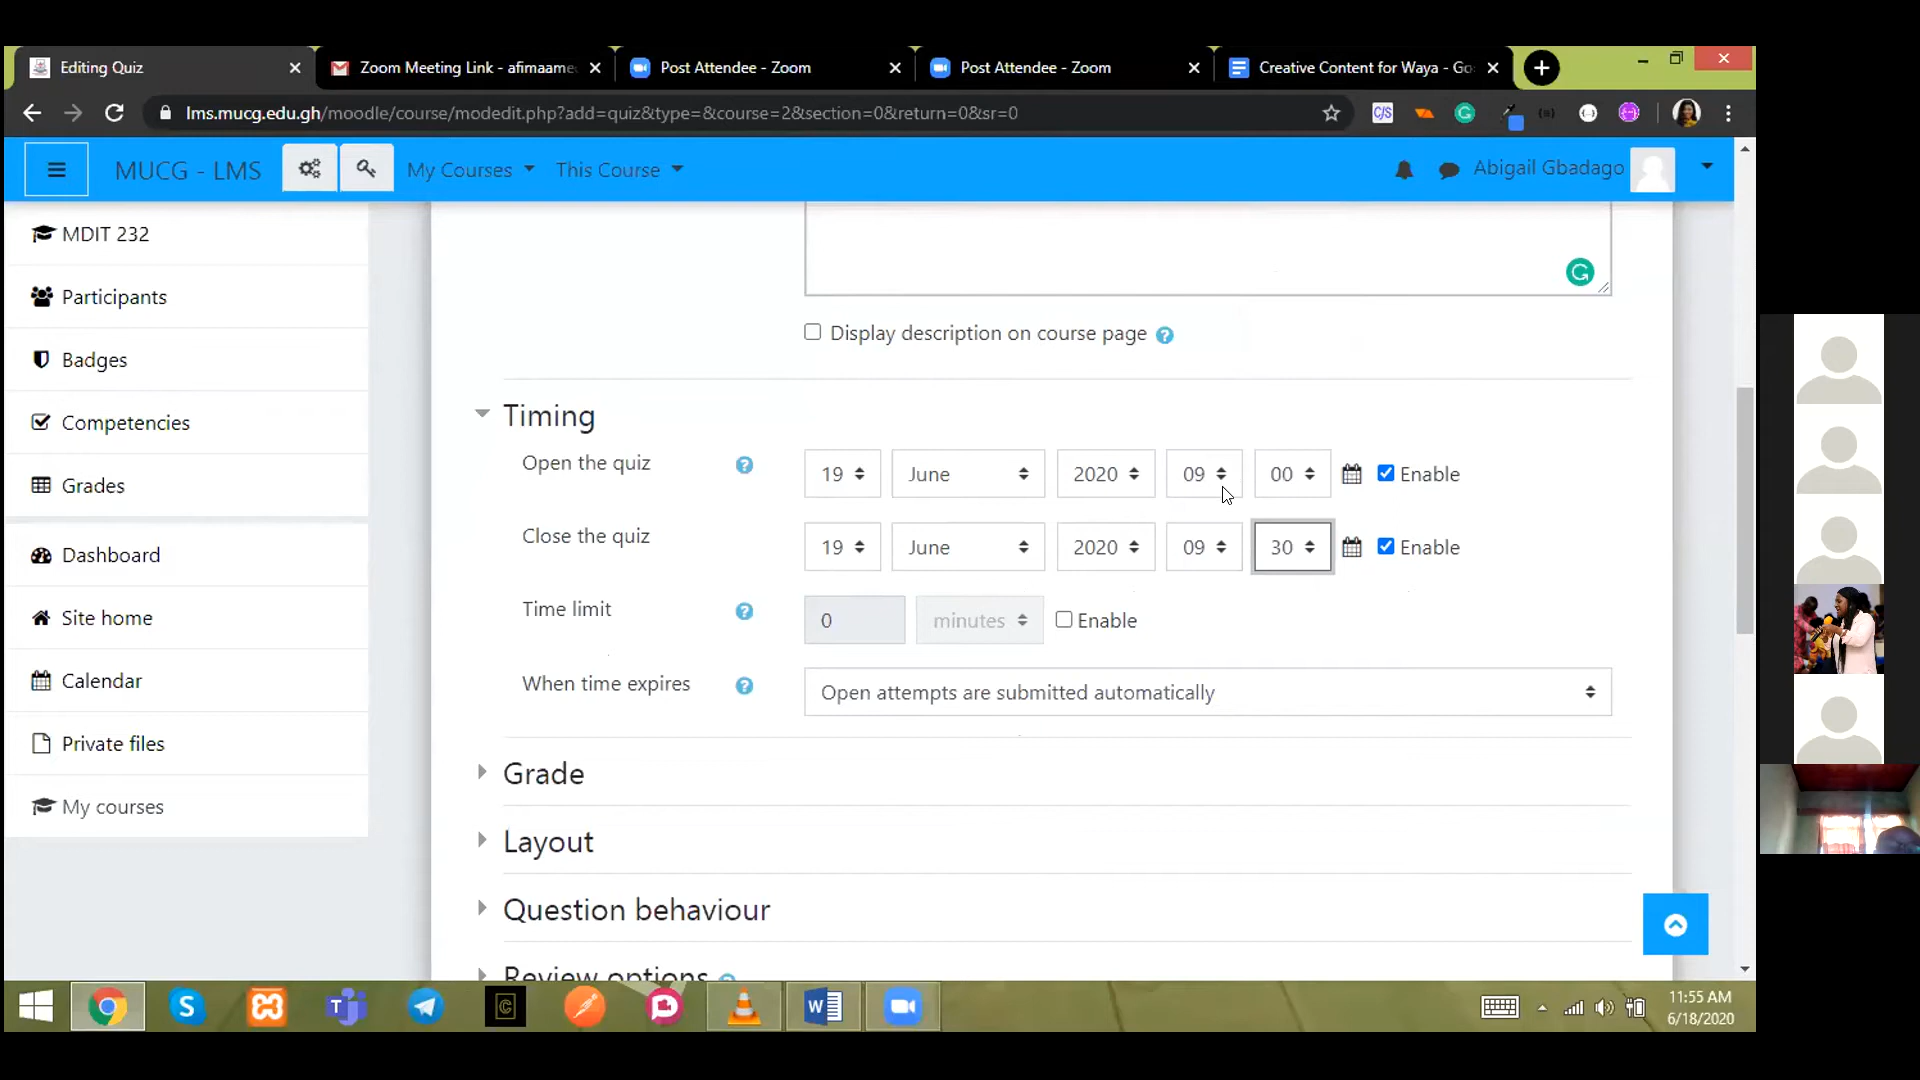 Editing Quiz
Zoom Meeting Link - afimaame
Post Attendee - Zoom
Post Attendee - Zoom
Creative Content for Waya - Go
lms.mucg.edu.gh/moodle/course/modedit.php?add=quiz&type=&course=2&section=0&return=0&sr=0
MUCG - LMS
My Courses
This Course
Abigail Gbadago
MDIT 232
Participants
Badges
Competencies
Grades
Dashboard
Site home
Calendar
Private files
My courses
Display description on course page
Timing
Open the quiz
19
June
2020
09
00
Enable
Close the quiz
19
June
2020
09
30
Enable
Time limit
0
minutes
Enable
When time expires
Open attempts are submitted automatically
Grade
Layout
Question behaviour
Review options
11:55 AM
6/18/2020